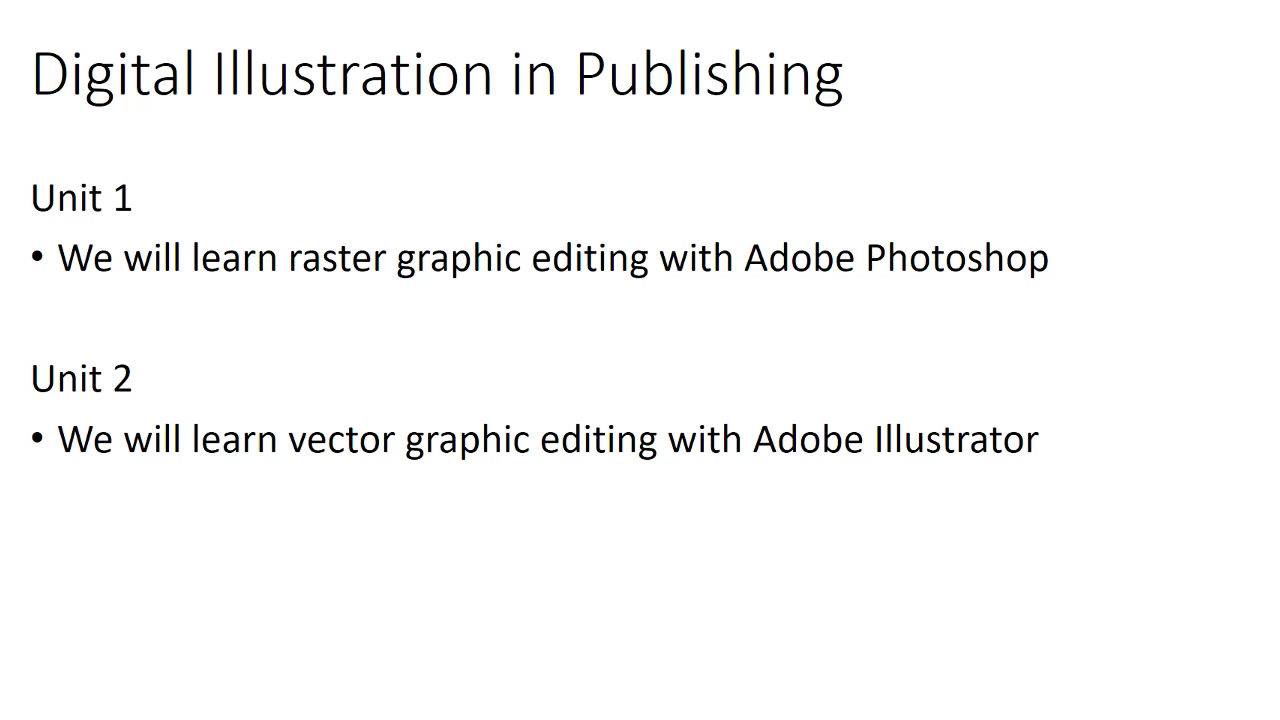 Digital Illustration in Publishing
Unit 1
• We will learn raster graphic editing with Adobe Photoshop
Unit 2
• We will learn vector graphic editing with Adobe Illustrator